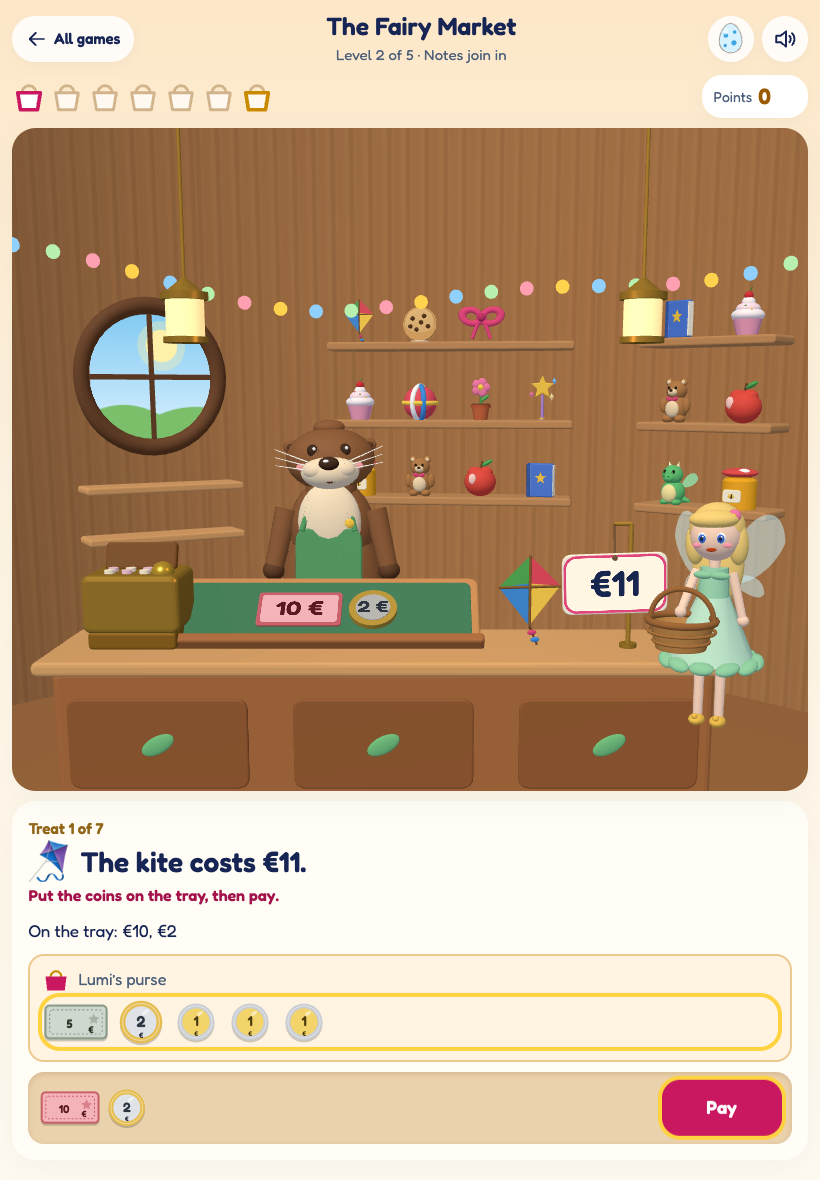 All games
The Fairy Market
Level 2 of 5 · Notes join in
Points 0
10 €
2 €
€11
Treat 1 of 7
The kite costs €11.
Put the coins on the tray, then pay.
On the tray: €10, €2
Lumi's purse
5 €
2 €
1 €
1 €
1 €
10 €
2 €
Pay